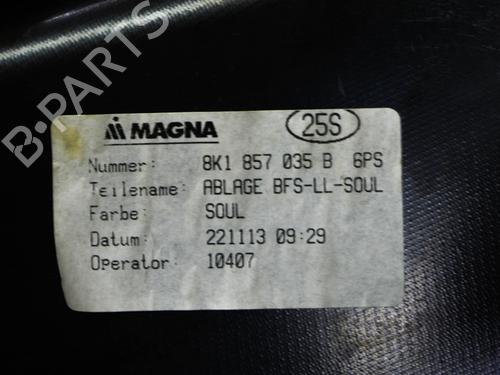 B-PARTS
MAGNA 25S
Nummer: 8K1 857 035 B 6PS
Teilename: ABLAGE BFS-LL-SOUL
Farbe: SOUL
Datum: 221113 09:29
Operator: 10407